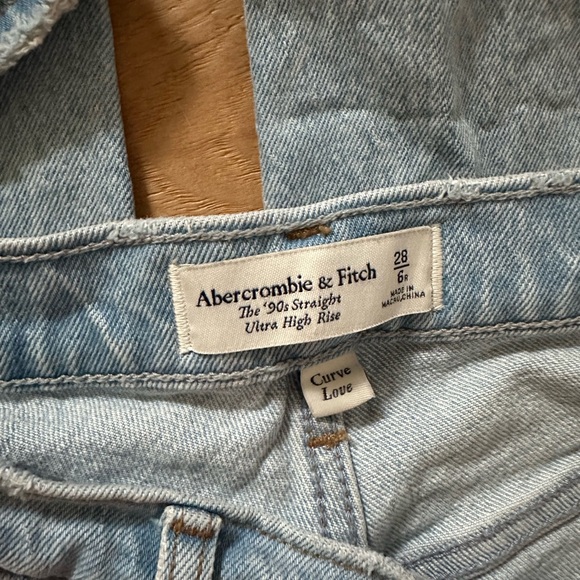 Abercrombie & Fitch
The '90s Straight
Ultra High Rise
28
6R
MADE IN
MACAU, CHINA
Curve
Love